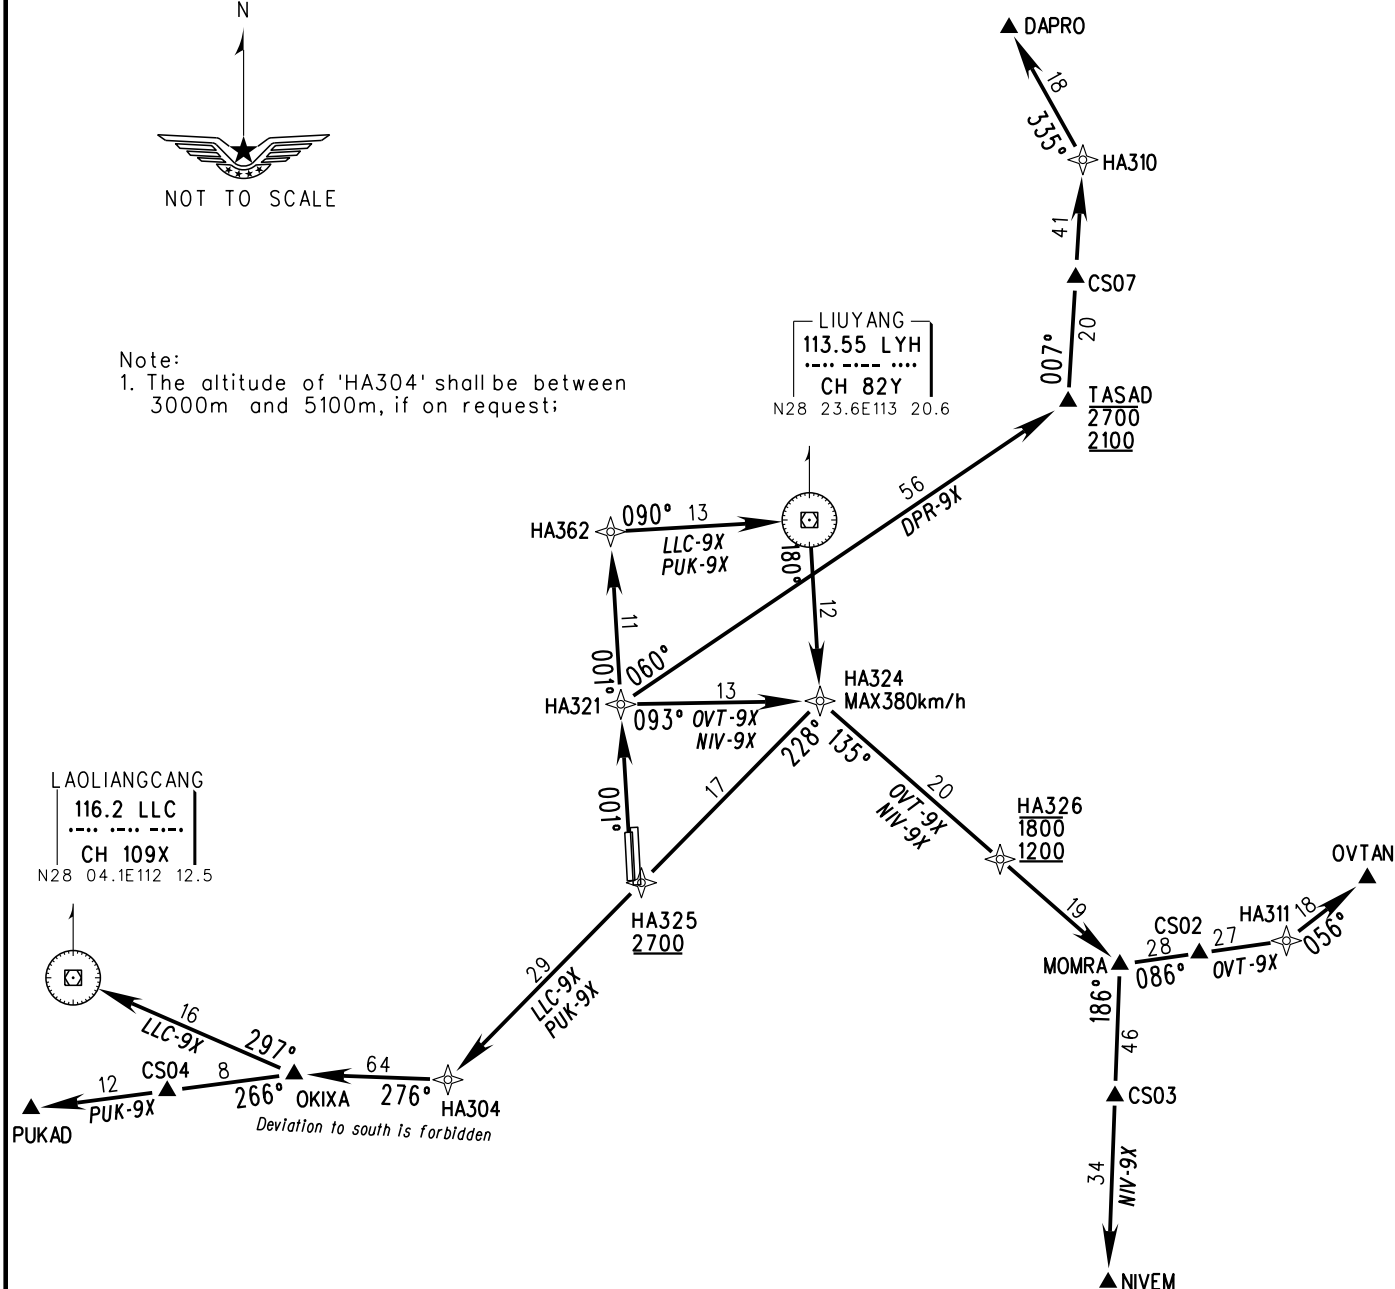 N
NOT TO SCALE
DAPRO
18
335°
HA310
41
CS07
20
007°
TASAD
2700
2100
LIUYANG
113.55 LYH
·-·· -·-- ····
CH 82Y
N28 23.6E113 20.6
Note:
1. The altitude of 'HA304' shall be between
3000m and 5100m, if on request;
56
DPR-9X
HA362
090°
13
LLC-9X
PUK-9X
180°
12
11
001°
060°
HA321
093°
13
OVT-9X
NIV-9X
HA324
MAX380km/h
228°
135°
17
20
OVT-9X
NIV-9X
001°
HA326
1800
1200
LAOLIANGCANG
116.2 LLC
·-·· ·-·· -·-·
CH 109X
N28 04.1E112 12.5
HA325
2700
19
OVTAN
HA311
18
056°
CS02
27
OVT-9X
28
086°
MOMRA
186°
46
CS03
34
NIV-9X
NIVEM
29
LLC-9X
PUK-9X
16
LLC-9X
297°
CS04
8
266°
OKIXA
64
276°
HA304
12
PUK-9X
PUKAD
Deviation to south is forbidden